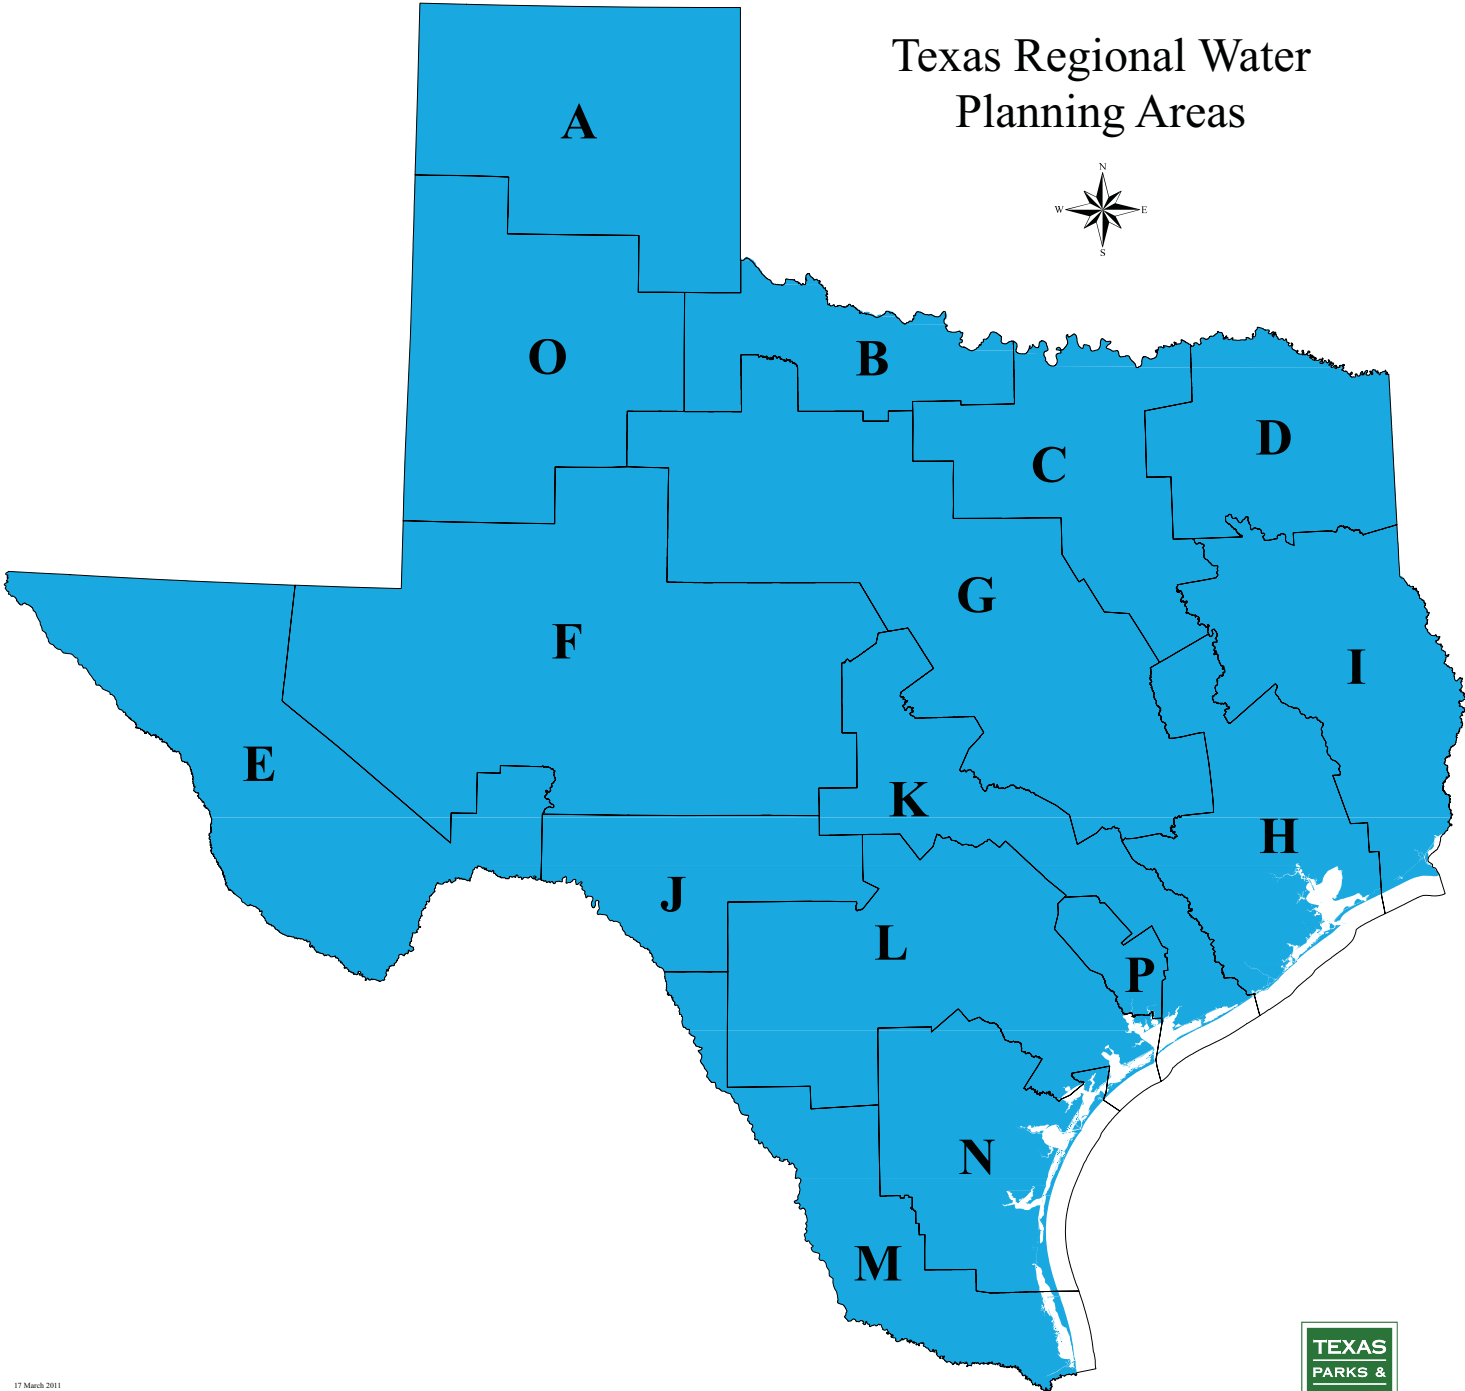 Texas Regional Water
Planning Areas
N
W E
S
A
O
B
C
D
G
F
I
E
K
H
J
L
P
N
M
TEXAS
PARKS &
17 March 2011